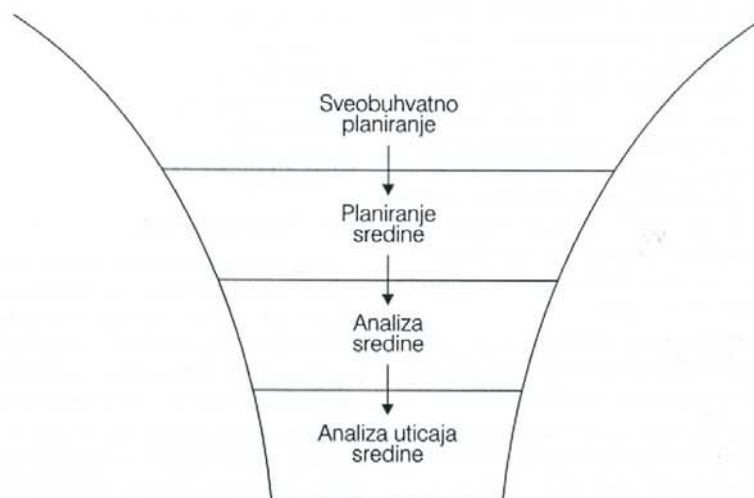 Sveobuhvatno
planiranje
Planiranje
sredine
Analiza
sredine
Analiza uticaja
sredine